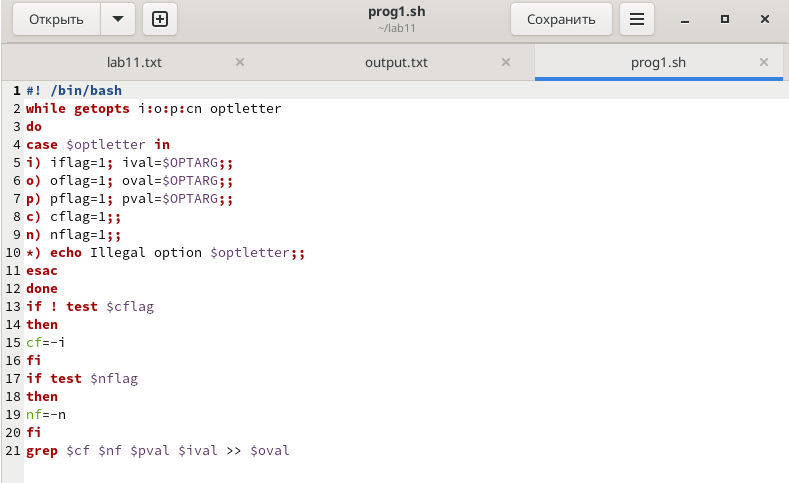 Открыть
prog1.sh
~/lab11
Сохранить
lab11.txt
output.txt
prog1.sh
1 #! /bin/bash
2 while getopts i:o:p:cn optletter
3 do
4 case $optletter in
5 i) iflag=1; ival=$OPTARG;;
6 o) oflag=1; oval=$OPTARG;;
7 p) pflag=1; pval=$OPTARG;;
8 c) cflag=1;;
9 n) nflag=1;;
10 *) echo Illegal option $optletter;;
11 esac
12 done
13 if ! test $cflag
14 then
15 cf=-i
16 fi
17 if test $nflag
18 then
19 nf=-n
20 fi
21 grep $cf $nf $pval $ival >> $oval